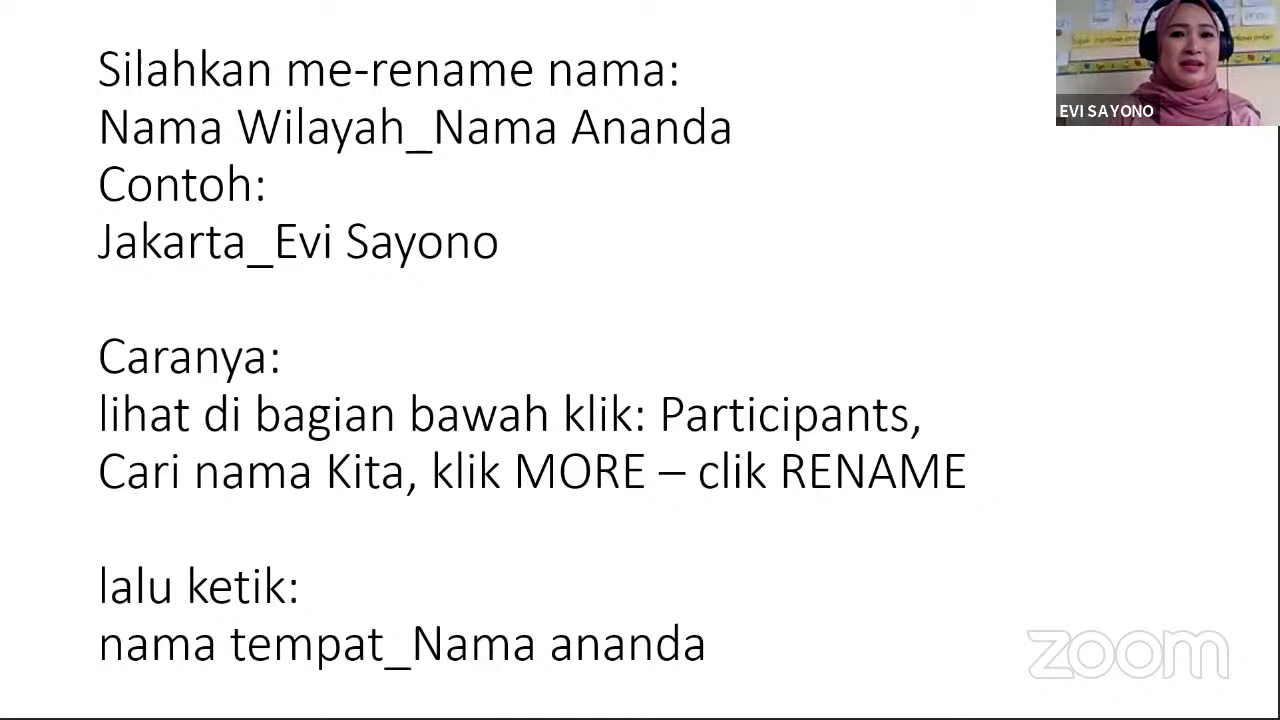 Silahkan me-rename nama:
Nama Wilayah_Nama Ananda
Contoh:
Jakarta_Evi Sayono
Caranya:
lihat di bagian bawah klik: Participants,
Cari nama Kita, klik MORE – clik RENAME
lalu ketik:
nama tempat_Nama ananda
EVI SAYONO
zoom